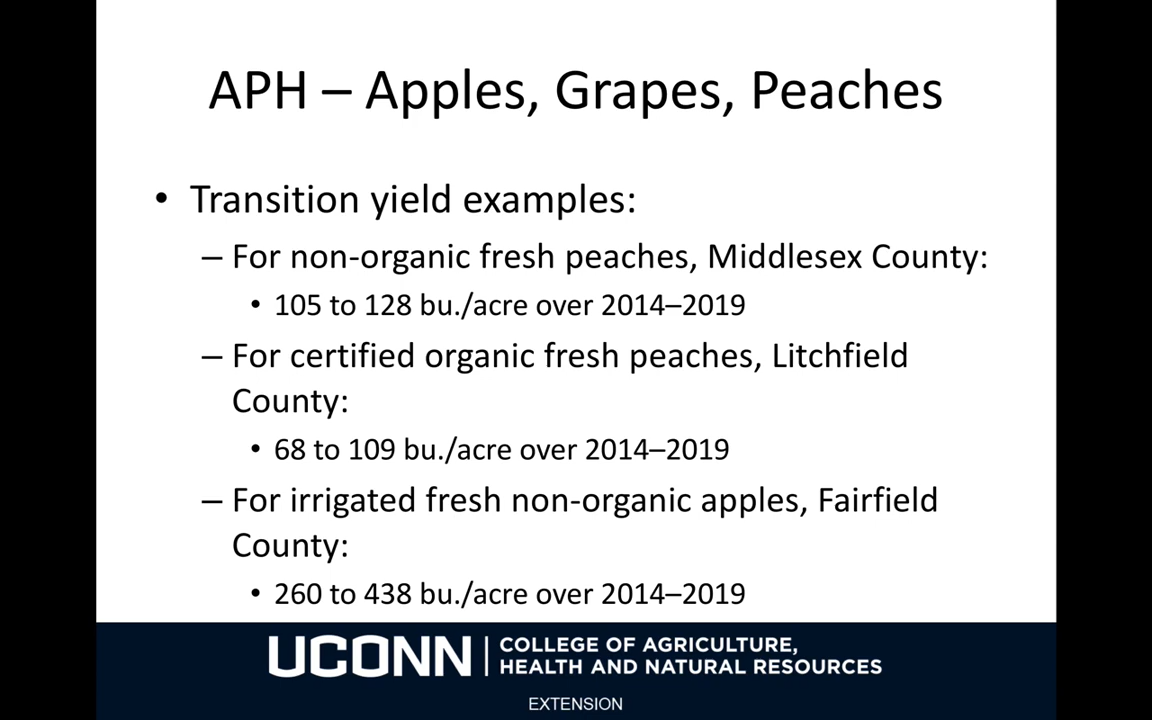 APH – Apples, Grapes, Peaches
• Transition yield examples:
– For non-organic fresh peaches, Middlesex County:
• 105 to 128 bu./acre over 2014–2019
– For certified organic fresh peaches, Litchfield
County:
• 68 to 109 bu./acre over 2014–2019
– For irrigated fresh non-organic apples, Fairfield
County:
• 260 to 438 bu./acre over 2014–2019
UCONN | COLLEGE OF AGRICULTURE,
HEALTH AND NATURAL RESOURCES
EXTENSION